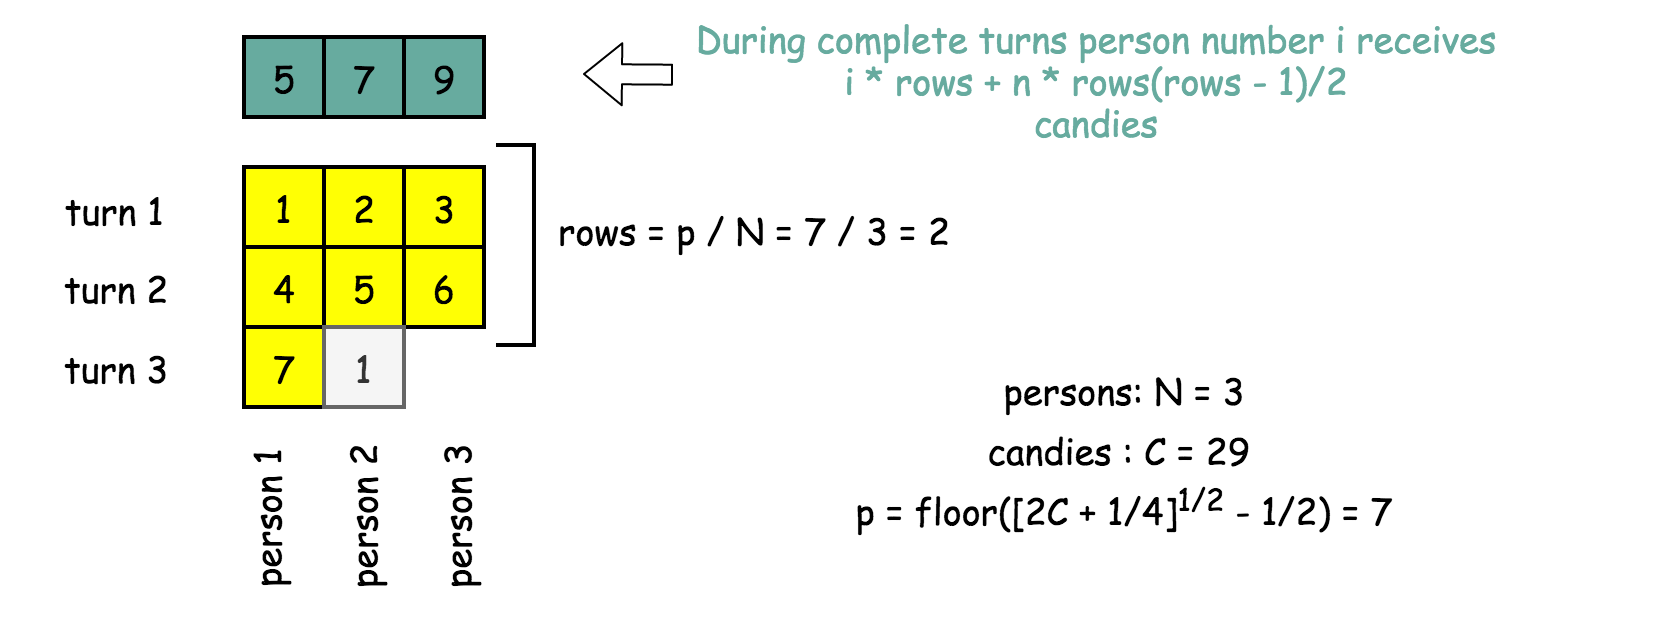 During complete turns person number i receives
i * rows + n * rows(rows - 1)/2
candies
5 7 9
turn 1 1 2 3
rows = p / N = 7 / 3 = 2
turn 2 4 5 6
turn 3 7 1
person 1
person 2
person 3
persons: N = 3
candies : C = 29
p = floor([2C + 1/4]^1/2 - 1/2) = 7